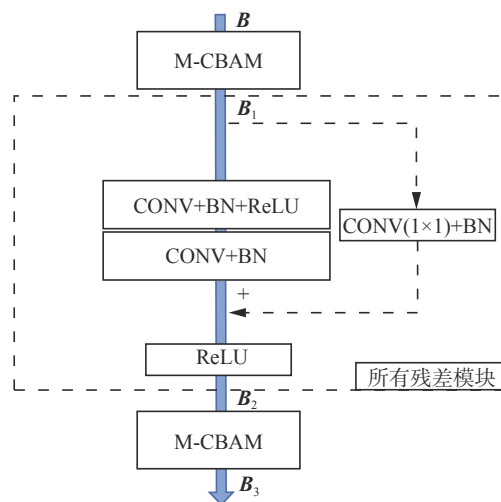 B
M-CBAM
B₁
CONV+BN+ReLU
CONV(1×1)+BN
CONV+BN
+
ReLU
所有残差模块
B₂
M-CBAM
B₃